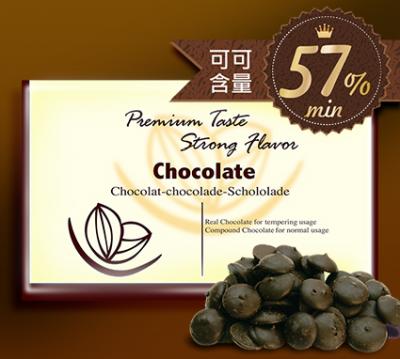 可可
含量
57%
min
Premium Taste
Strong Flavor
Chocolate
Chocolat-chocolade-Schololade
Real Chocolate for tempering usage
Compound Chocolate for normal usage